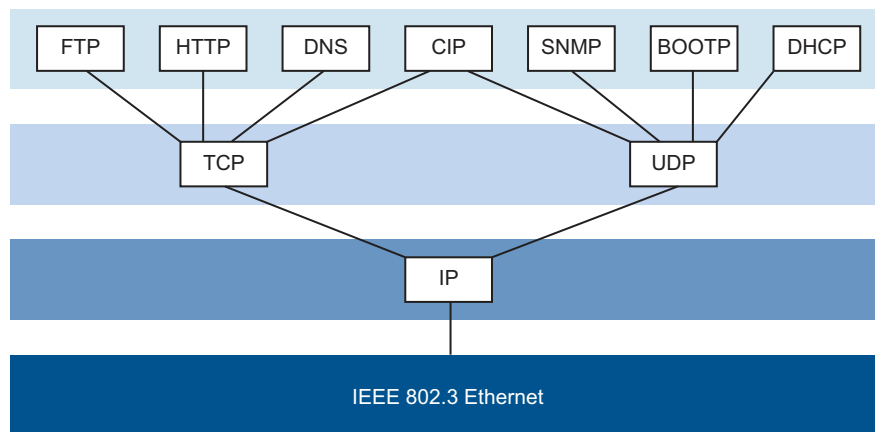 FTP
HTTP
DNS
CIP
SNMP
BOOTP
DHCP
TCP
UDP
IP
IEEE 802.3 Ethernet